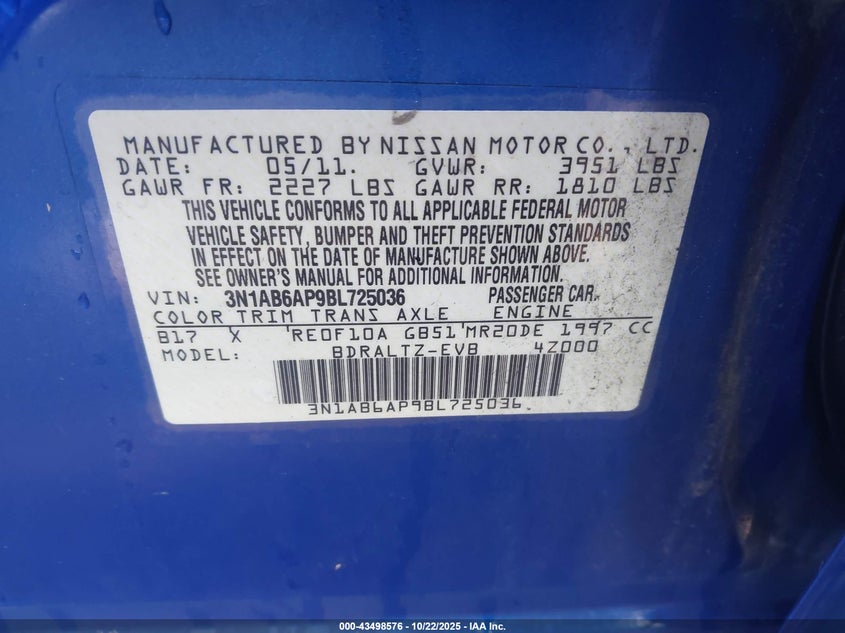 MANUFACTURED BY NISSAN MOTOR CO., LTD.
DATE: 05/11. GVWR: 3951 LBS
GAWR FR: 2227 LBS GAWR RR: 1810 LBS
THIS VEHICLE CONFORMS TO ALL APPLICABLE FEDERAL MOTOR
VEHICLE SAFETY, BUMPER AND THEFT PREVENTION STANDARDS
IN EFFECT ON THE DATE OF MANUFACTURE SHOWN ABOVE.
SEE OWNER'S MANUAL FOR ADDITIONAL INFORMATION.
VIN: 3N1AB6AP9BL725036 PASSENGER CAR.
COLOR TRIM TRANS AXLE ENGINE
B17 X RE0F10A GB51 MR20DE 1997 CC
MODEL: BDRALTZ-EVB 4Z000
3N1AB6AP9BL725036
000-43498576 | 10/22/2025 | IAA Inc.